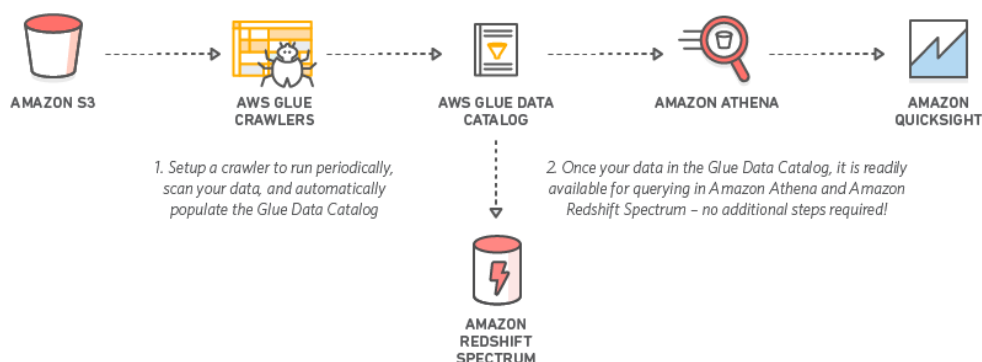 AMAZON S3
AWS GLUE
CRAWLERS
AWS GLUE DATA
CATALOG
AMAZON ATHENA
AMAZON
QUICKSIGHT
1. Setup a crawler to run periodically,
scan your data, and automatically
populate the Glue Data Catalog
2. Once your data in the Glue Data Catalog, it is readily
available for querying in Amazon Athena and Amazon
Redshift Spectrum – no additional steps required!
AMAZON
REDSHIFT
SPECTRUM